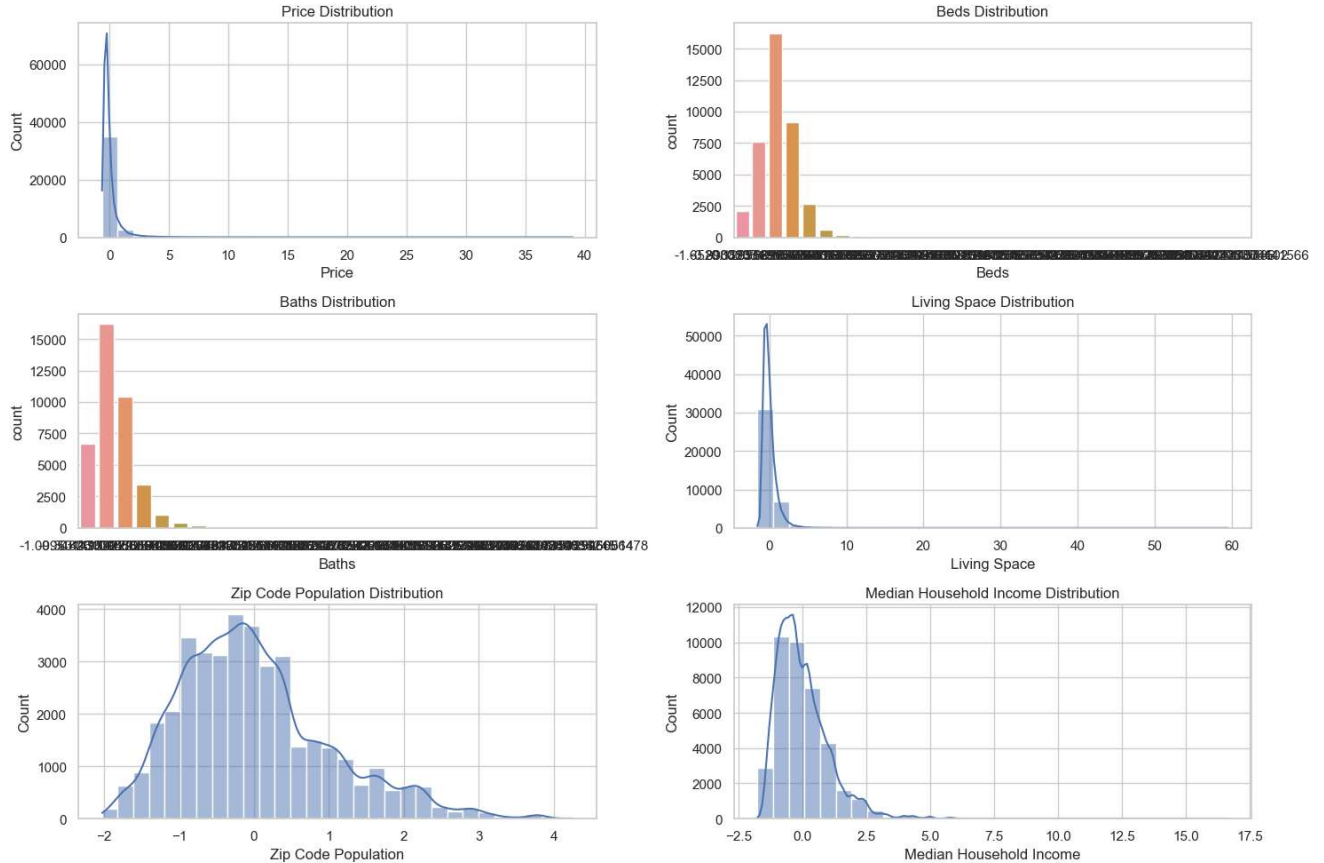 Price Distribution
Count
60000
40000
20000
0
0 5 10 15 20 25 30 35 40
Price
Beds Distribution
count
15000
12500
10000
7500
5000
2500
0
Beds
Baths Distribution
count
15000
12500
10000
7500
5000
2500
0
Baths
Living Space Distribution
Count
50000
40000
30000
20000
10000
0
0 10 20 30 40 50 60
Living Space
Zip Code Population Distribution
Count
4000
3000
2000
1000
0
−2 −1 0 1 2 3 4
Zip Code Population
Median Household Income Distribution
Count
12000
10000
8000
6000
4000
2000
0
−2.5 0.0 2.5 5.0 7.5 10.0 12.5 15.0 17.5
Median Household Income